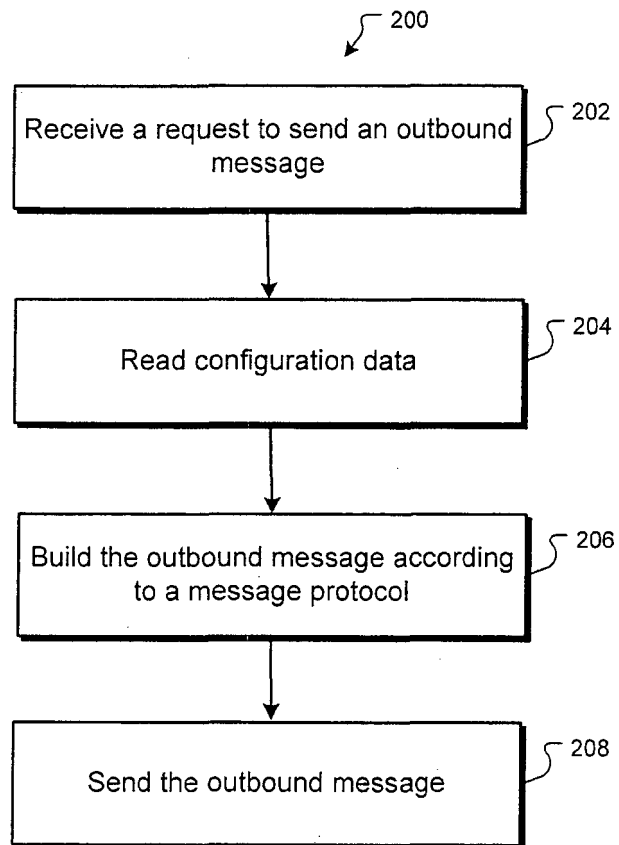 200
Receive a request to send an outbound
message
202
Read configuration data
204
Build the outbound message according
to a message protocol
206
Send the outbound message
208